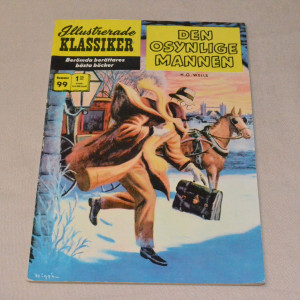 Illustrerade
KLASSIKER
Berömda berättares
bästa böcker
Nummer
99
DEN
OSYNLIGE
MANNEN
H.G. WELLS